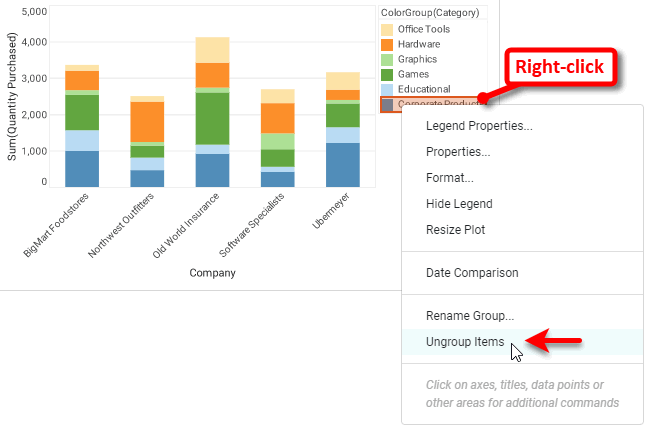 5,000
4,000
3,000
2,000
1,000
0
Sum(Quantity Purchased)
BigMart Foodstores
Northwest Outfitters
Old World Insurance
Software Specialists
Ubermeyer
Company
ColorGroup(Category)
Office Tools
Hardware
Graphics
Games
Educational
Corporate Product
Right-click
Legend Properties...
Properties...
Format...
Hide Legend
Resize Plot
Date Comparison
Rename Group...
Ungroup Items
Click on axes, titles, data points or
other areas for additional commands